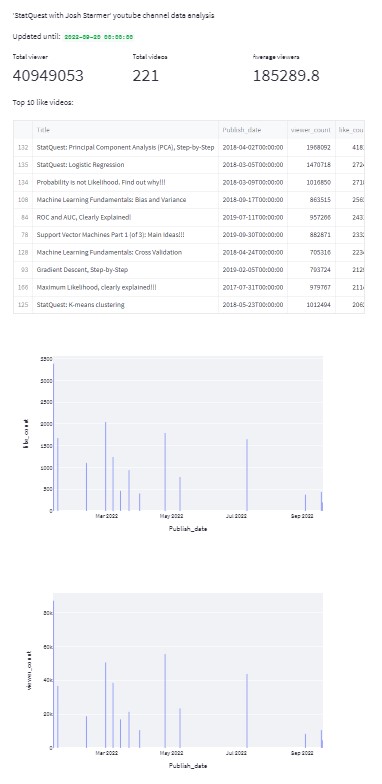 'StatQuest with Josh Starmer' youtube channel data analysis
Updated until: 2022-09-20 00:00:00
Total viewer Total videos Average viewers
40949053 221 185289.8
Top 10 like videos:
Title Publish_date viewer_count like_cou
132 StatQuest: Principal Component Analysis (PCA), Step-by-Step 2018-04-02T00:00:00 1968092 418
135 StatQuest: Logistic Regression 2018-03-05T00:00:00 1470718 272
134 Probability is not Likelihood. Find out why!!! 2018-03-09T00:00:00 1016850 271
108 Machine Learning Fundamentals: Bias and Variance 2018-09-17T00:00:00 863515 256
84 ROC and AUC, Clearly Explained! 2019-07-11T00:00:00 957266 243
78 Support Vector Machines Part 1 (of 3): Main Ideas!!! 2019-09-30T00:00:00 882871 233
128 Machine Learning Fundamentals: Cross Validation 2018-04-24T00:00:00 705316 223
93 Gradient Descent, Step-by-Step 2019-02-05T00:00:00 793724 212
166 Maximum Likelihood, clearly explained!!! 2017-07-31T00:00:00 979767 211
125 StatQuest: K-means clustering 2018-05-23T00:00:00 1012494 206
3500
3000
2500
2000
1500
1000
500
0
like_count
Mar 2022 May 2022 Jul 2022 Sep 2022
Publish_date
80k
60k
40k
20k
0
viewer_count
Mar 2022 May 2022 Jul 2022 Sep 2022
Publish_date